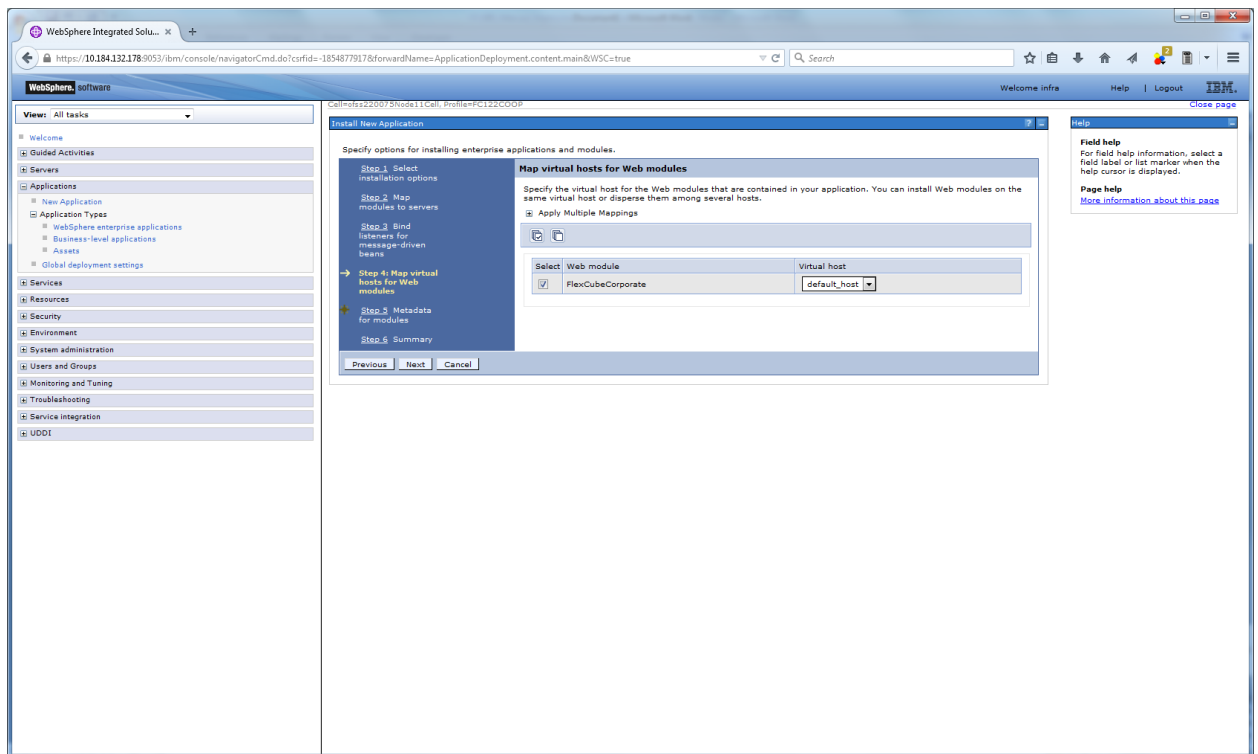 WebSphere Integrated Solu...
https://10.184.132.178:9053/ibm/console/navigatorCmd.do?csrfid=-1854877917&forwardName=ApplicationDeployment.content.main&WSC=true
Search
2
WebSphere. software
Welcome infra
Help | Logout
IBM.
View: All tasks
Welcome
Guided Activities
Servers
Applications
New Application
Application Types
WebSphere enterprise applications
Business-level applications
Assets
Global deployment settings
Services
Resources
Security
Environment
System administration
Users and Groups
Monitoring and Tuning
Troubleshooting
Service integration
UDDI
Cell=ofss220075Node11Cell, Profile=FC122COOP
Close page
Install New Application
?
Specify options for installing enterprise applications and modules.
Step 1 Select
installation options
Step 2 Map
modules to servers
Step 3 Bind
listeners for
message-driven
beans
Step 4: Map virtual
hosts for Web
modules
Step 5 Metadata
for modules
Step 6 Summary
Map virtual hosts for Web modules
Specify the virtual host for the Web modules that are contained in your application. You can install Web modules on the
same virtual host or disperse them among several hosts.
Apply Multiple Mappings
Select Web module Virtual host
FlexCubeCorporate default_host
Previous Next Cancel
Help
Field help
For field help information, select a
field label or list marker when the
help cursor is displayed.
Page help
More information about this page